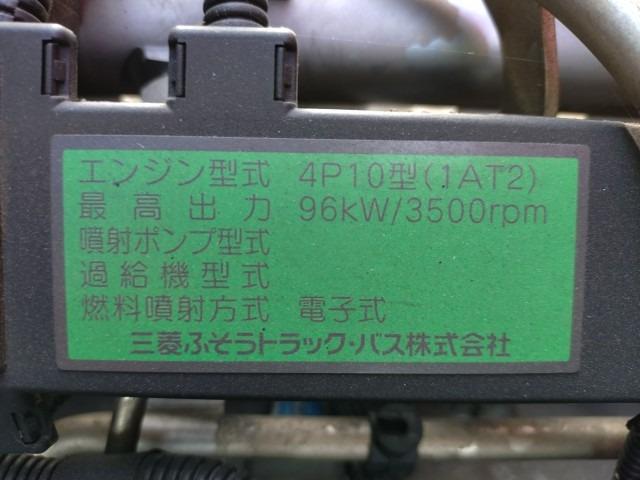 エンジン型式 4P10型(1AT2)
最高出力 96kW/3500rpm
噴射ポンプ型式
過給機型式
燃料噴射方式 電子式
三菱ふそうトラック・バス株式会社